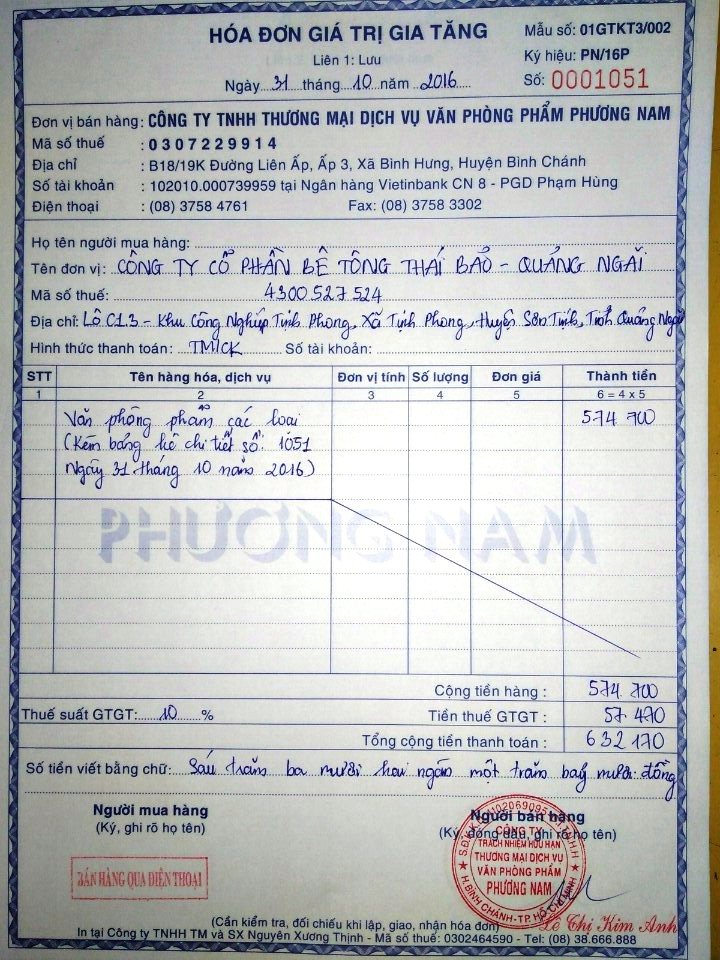 HÓA ĐƠN GIÁ TRỊ GIA TĂNG
Mẫu số: 01GTKT3/002
Liên 1: Lưu
Ký hiệu: PN/16P
Ngày....31....tháng....10....năm....2016....
Số: 0001051
Đơn vị bán hàng: CÔNG TY TNHH THƯƠNG MẠI DỊCH VỤ VĂN PHÒNG PHẨM PHƯƠNG NAM
Mã số thuế : 0307229914
Địa chỉ : B18/19K Đường Liên Ấp, Ấp 3, Xã Bình Hưng, Huyện Bình Chánh
Số tài khoản : 102010.000739959 tại Ngân hàng Vietinbank CN 8 - PGD Phạm Hùng
Điện thoại : (08) 3758 4761 Fax: (08) 3758 3302
Họ tên người mua hàng:
Tên đơn vị: CÔNG TY CỔ PHẦN BÊ TÔNG THÁI BẢO - QUẢNG NGÃI
Mã số thuế: 4300527524
Địa chỉ: Lô C1.3 - Khu Công Nghiệp Tịnh Phong, Xã Tịnh Phong, Huyện Sơn Tịnh, Tỉnh Quảng Ngãi
Hình thức thanh toán: TM/CK Số tài khoản:
STT Tên hàng hóa, dịch vụ Đơn vị tính Số lượng Đơn giá Thành tiền
1 2 3 4 5 6 = 4 x 5
Văn phòng phẩm các loại 574 700
(Kèm bảng kê chi tiết số: 1051
Ngày 31 tháng 10 năm 2016)
PHƯƠNG NAM
Cộng tiền hàng : 574 700
Thuế suất GTGT:....10....% Tiền thuế GTGT : 57 470
Tổng cộng tiền thanh toán : 632 170
Số tiền viết bằng chữ: Sáu trăm ba mươi hai ngàn một trăm bảy mươi đồng
Người mua hàng
(Ký, ghi rõ họ tên)
Người bán hàng
(Ký, đóng dấu, ghi rõ họ tên)
BÁN HÀNG QUA ĐIỆN THOẠI
CÔNG TY
TRÁCH NHIỆM HỮU HẠN
THƯƠNG MẠI DỊCH VỤ
VĂN PHÒNG PHẨM
PHƯƠNG NAM
H.BÌNH CHÁNH-TP.HỒ CHÍ MINH
Lê Thị Kim Anh
(Cần kiểm tra, đối chiếu khi lập, giao, nhận hóa đơn)
In tại Công ty TNHH TM và SX Nguyên Xương Thịnh - Mã số thuế: 0302464590 - Tel: (08) 38.666.888